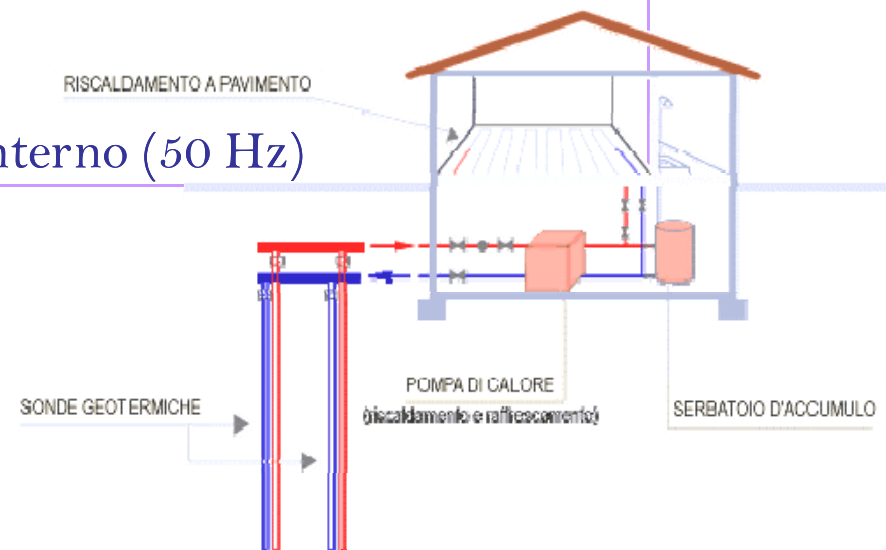 RISCALDAMENTO A PAVIMENTO
nterno (50 Hz)
POMPA DI CALORE
(riscaldamento e raffrescamento)
SONDE GEOTERMICHE
SERBATOIO D'ACCUMULO